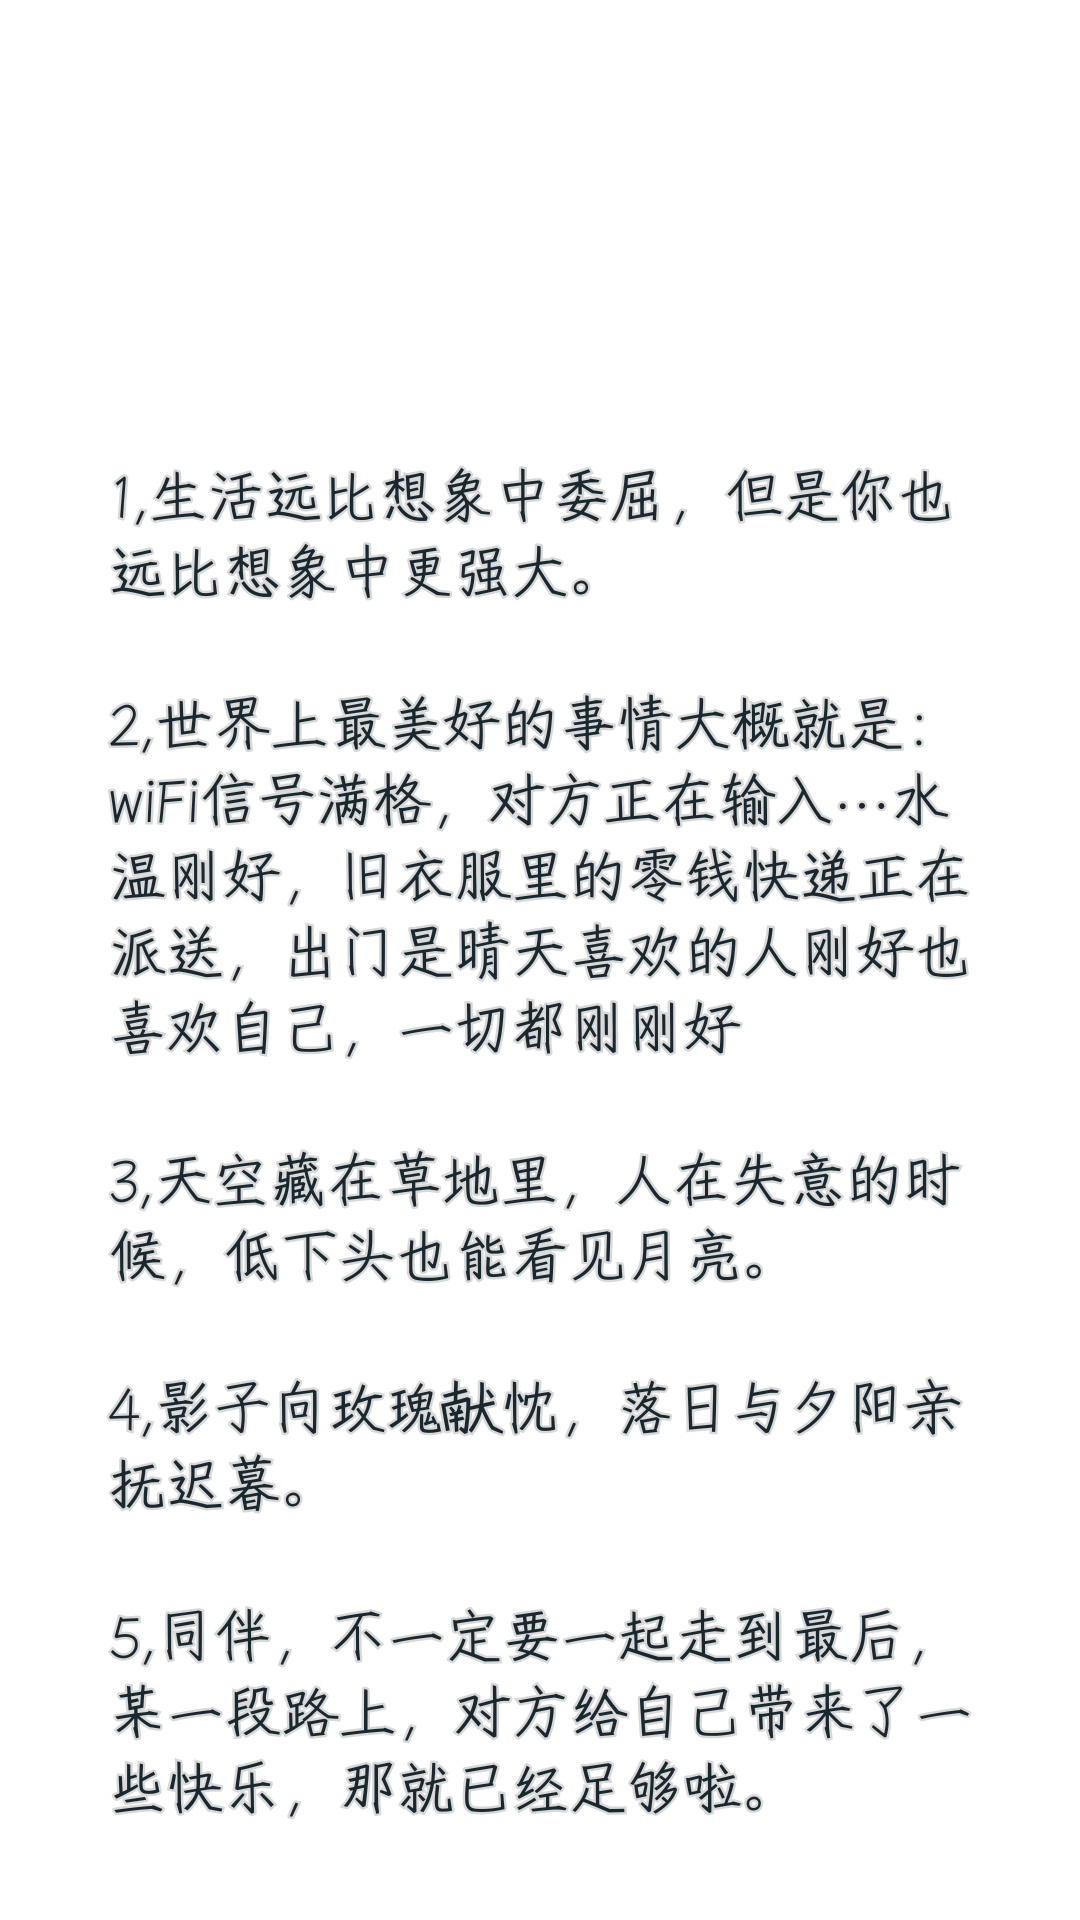 1,生活远比想象中委屈，但是你也
远比想象中更强大。
2,世界上最美好的事情大概就是：
wiFi信号满格，对方正在输入…水
温刚好，旧衣服里的零钱快递正在
派送，出门是晴天喜欢的人刚好也
喜欢自己，一切都刚刚好
3,天空藏在草地里，人在失意的时
候，低下头也能看见月亮。
4,影子向玫瑰献忱，落日与夕阳亲
抚迟暮。
5,同伴，不一定要一起走到最后，
某一段路上，对方给自己带来了一
些快乐，那就已经足够啦。